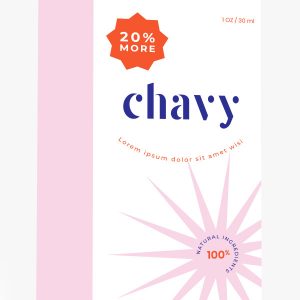 20%
MORE
1 OZ / 30 ml
chavy
Lorem ipsum dolor sit amet wisi
NATURAL INGREDIENTS
100%